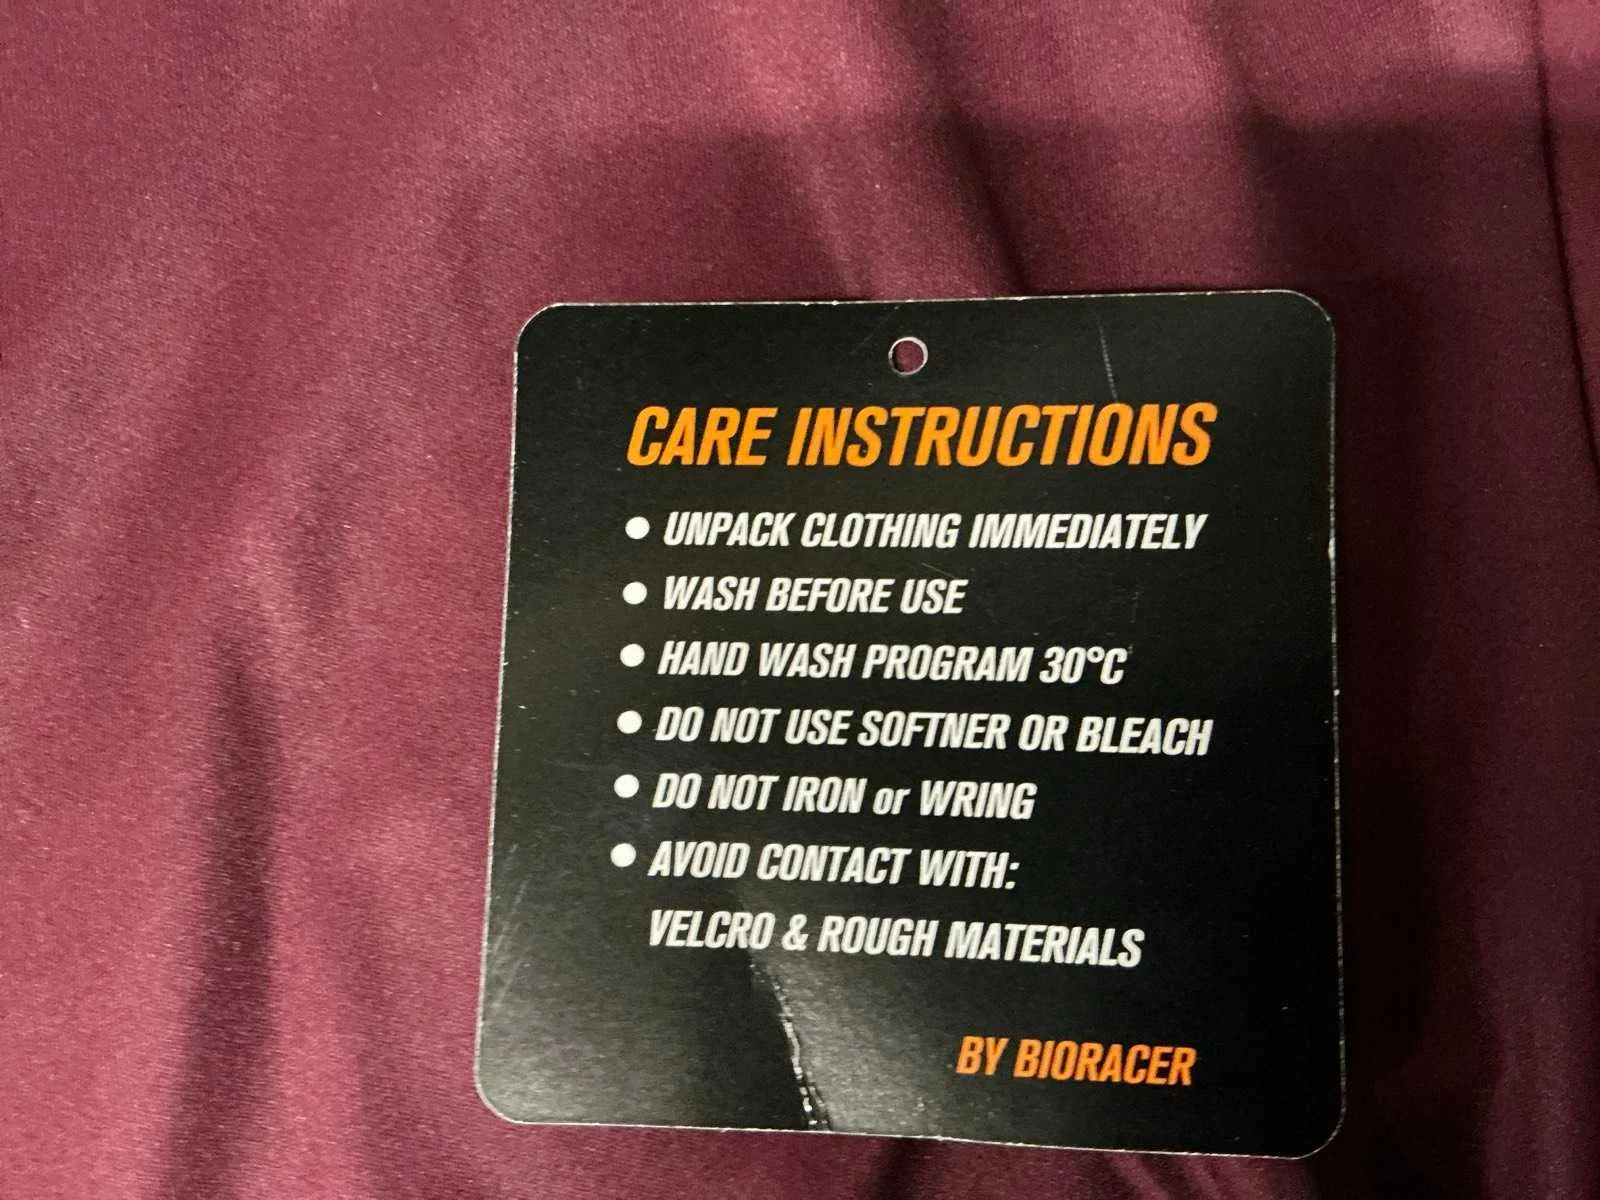 CARE INSTRUCTIONS
● UNPACK CLOTHING IMMEDIATELY
● WASH BEFORE USE
● HAND WASH PROGRAM 30°C
● DO NOT USE SOFTNER OR BLEACH
● DO NOT IRON or WRING
● AVOID CONTACT WITH:
VELCRO & ROUGH MATERIALS
BY BIORACER